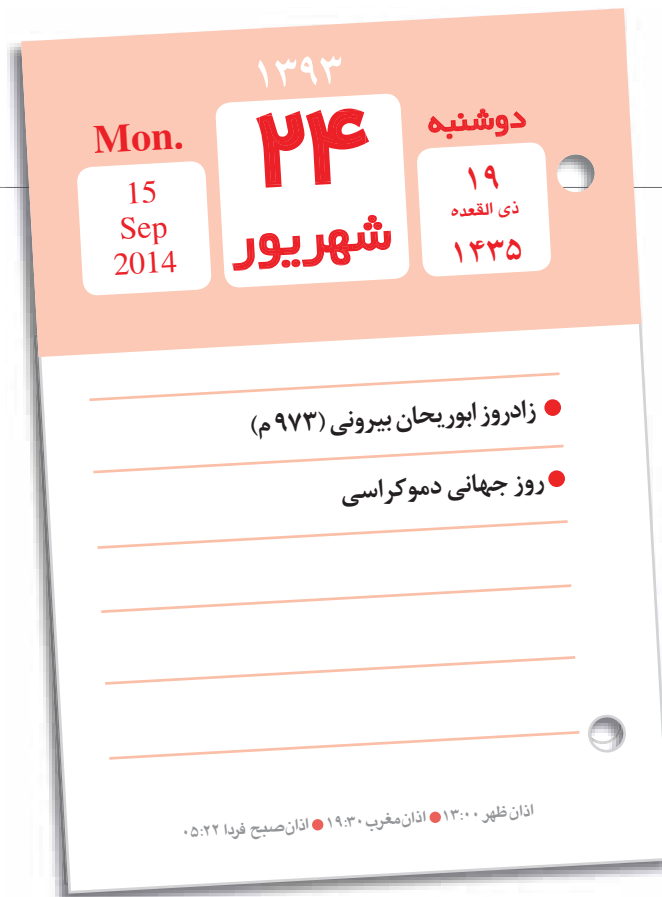 ۱۳۹۳
دوشنبه
۱۹
ذی القعده
۱۴۳۵
۲۴
شهریور
Mon.
15
Sep
2014
زادروز ابوریحان بیرونی (۹۷۳ م)
روز جهانی دموکراسی
اذان ظهر ۱۳:۰۰ ● اذان مغرب ۱۹:۳۰ ● اذان صبح فردا ۰۵:۲۲